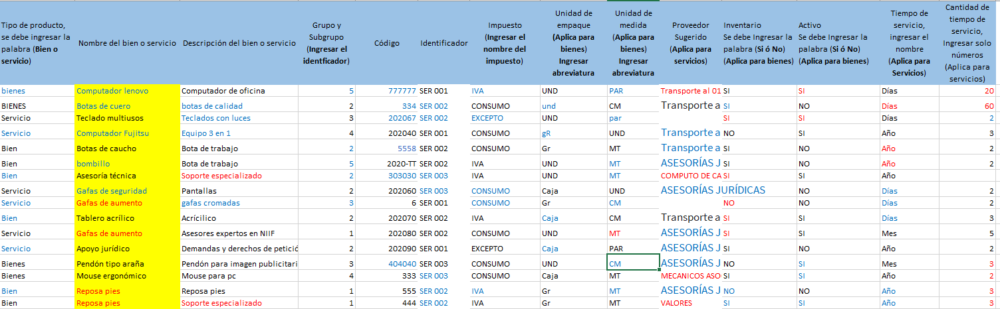 Tipo de producto, se debe ingresar la palabra (Bien o servicio) Nombre del bien o servicio Descripción del bien o servicio Grupo y Subgrupo (Ingresar el identficador) Código Identificador Impuesto (Ingresar el nombre del impuesto) Unidad de empaque (Aplica para bienes) Ingresar abreviatura Unidad de medida (Aplica para bienes) Ingresar abreviatura Proveedor Sugerido (Aplica para servicios) Inventario Se debe Ingresar la palabra (Si ó No) (Aplica para bienes) Activo Se debe Ingresar la palabra (Si ó No) (Aplica para bienes) Tiempo de servicio, ingresar el nombre (Aplica para Servicios) Cantidad de tiempo de servicio, Ingresar solo números (Aplica para servicios)
bienes Computador lenovo Computador de oficina 5 777777 SER 001 IVA UND PAR Transporte al 01 SI SI Días 20
BIENES Botas de cuero botas de calidad 2 334 SER 002 CONSUMO und CM Transporte a SI NO Días 60
Servicio Teclado multiusos Teclados con luces 3 202067 SER 002 EXCEPTO UND par SI SI Días 2
Servicio Computador Fujitsu Equipo 3 en 1 4 202040 SER 001 CONSUMO gR UND Transporte a NO SI Año 3
Bien Botas de caucho Bota de trabajo 2 5558 SER 002 CONSUMO Gr MT Transporte a SI NO Año 2
Bien bombillo Bota de trabajo 5 2020-TT SER 002 IVA UND MT ASESORÍAS J SI NO Año 2
Bien Asesoría técnica Soporte especializado 2 303030 SER 003 IVA UND MT COMPUTO DE CA SI SI Año
Servicio Gafas de seguridad Pantallas 2 202060 SER 003 CONSUMO Caja UND ASESORÍAS JURÍDICAS NO Días 2
Servicio Gafas de aumento gafas cromadas 3 6 SER 001 CONSUMO Gr CM NO NO Días 2
Bien Tablero acrílico Acrícilico 2 202070 SER 002 IVA Caja CM Transporte a SI SI Días 3
Servicio Gafas de aumento Asesores expertos en NIIF 1 202080 SER 002 CONSUMO UND MT ASESORÍAS J SI SI Mes 5
Servicio Apoyo jurídico Demandas y derechos de petició 2 202090 SER 001 EXCEPTO Caja PAR ASESORÍAS J SI NO Año 2
Bienes Pendón tipo araña Pendón para imagen publicitari 3 404040 SER 003 CONSUMO UND CM ASESORÍAS J NO SI Mes 3
Bienes Mouse ergonómico Mouse para pc 4 333 SER 003 CONSUMO Caja MT MECANICOS ASO SI SI Año 2
Bien Reposa pies Reposa pies 1 555 SER 002 IVA Gr MT ASESORÍAS J NO NO Año 3
Bien Reposa pies Soporte especializado 1 444 SER 002 IVA Gr MT VALORES SI SI Año 3